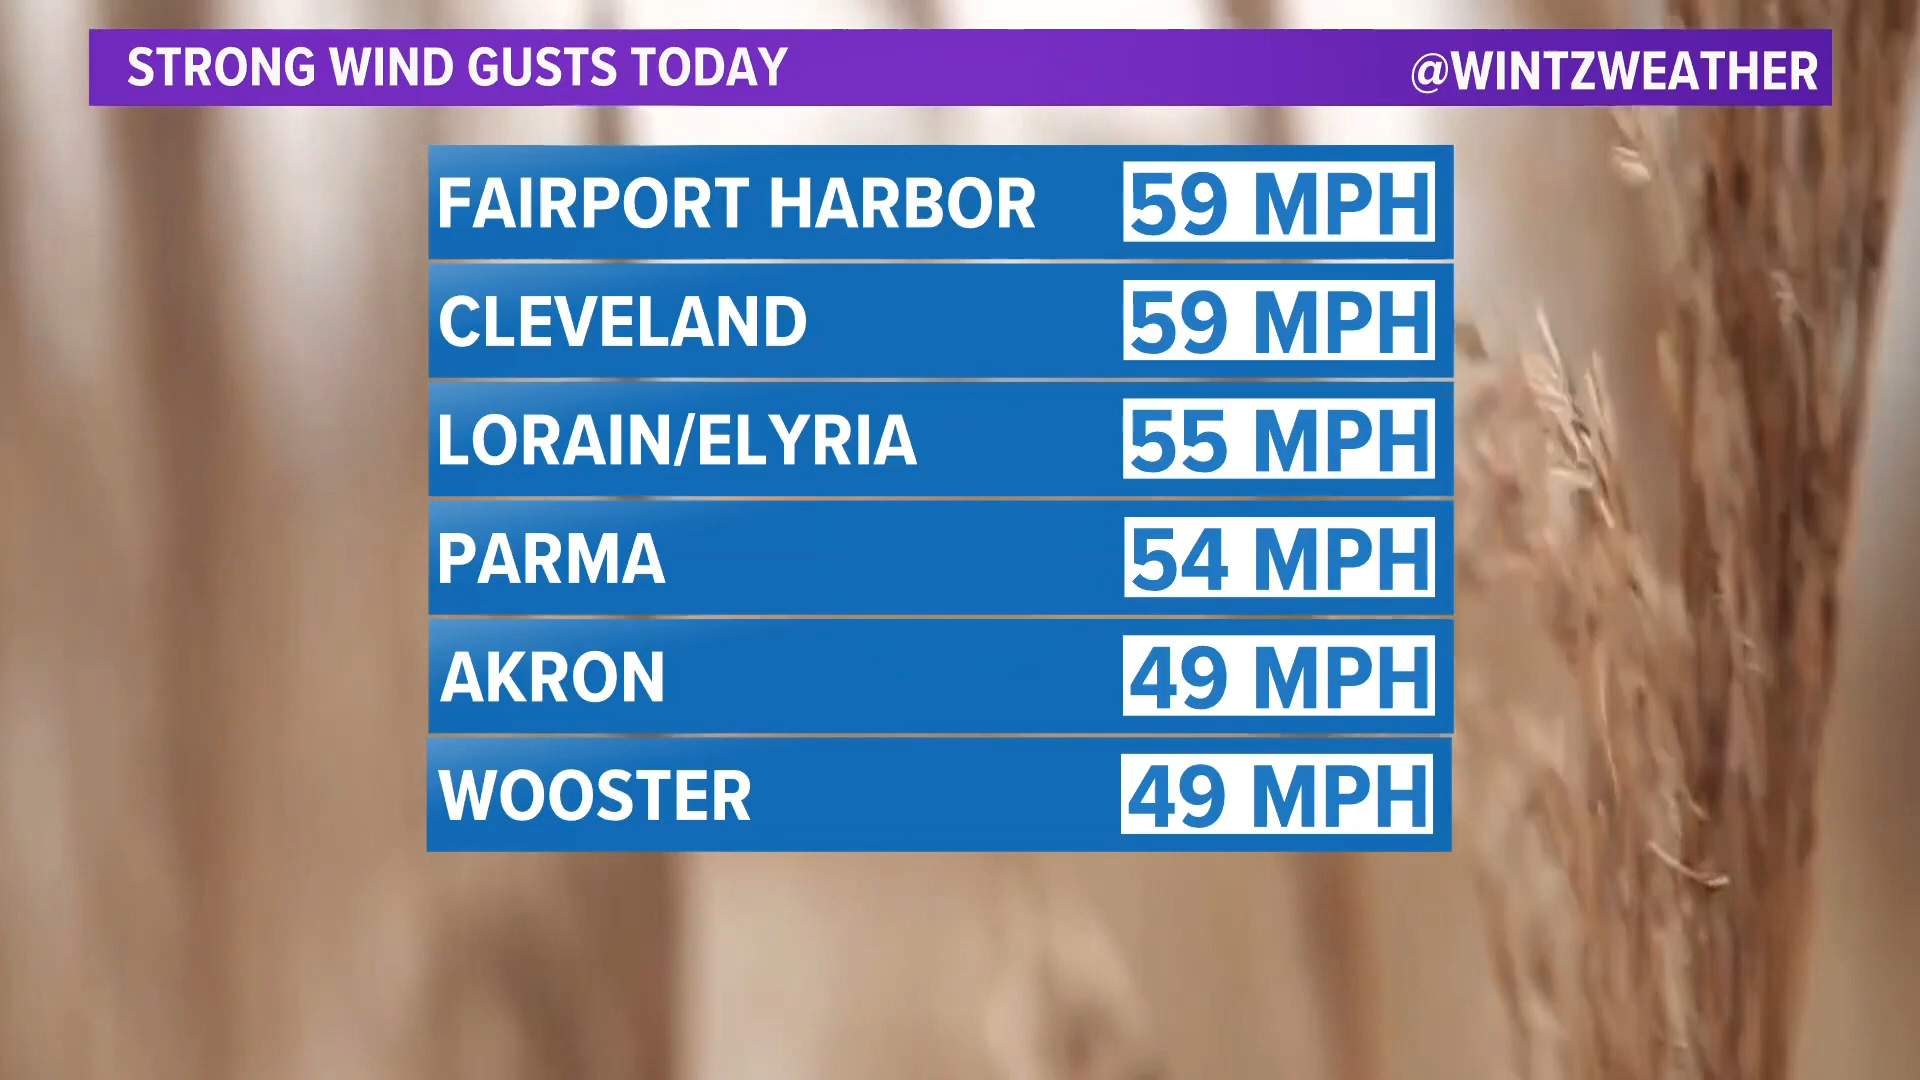 STRONG WIND GUSTS TODAY @WINTZWEATHER
FAIRPORT HARBOR 59 MPH
CLEVELAND 59 MPH
LORAIN/ELYRIA 55 MPH
PARMA 54 MPH
AKRON 49 MPH
WOOSTER 49 MPH